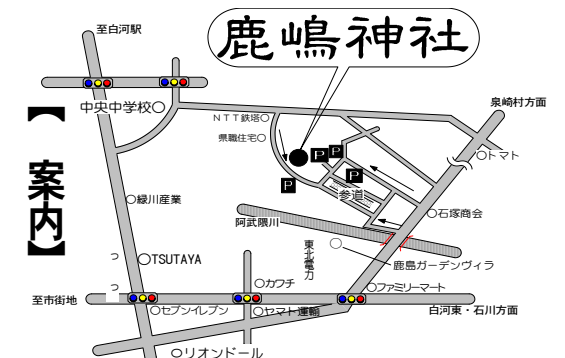 至白河駅
鹿嶋神社
中央中学校
NTT鉄塔
県職住宅
泉崎村方面
トマト
【案内】
P
P
P
P
参道
緑川産業
石塚商会
阿武隈川
東北電力
鹿島ガーデンヴィラ
つ
TSUTAYA
つ
カワチ
ファミリーマート
至市街地
セブンイレブン
ヤマト運輸
白河東・石川方面
リオンドール